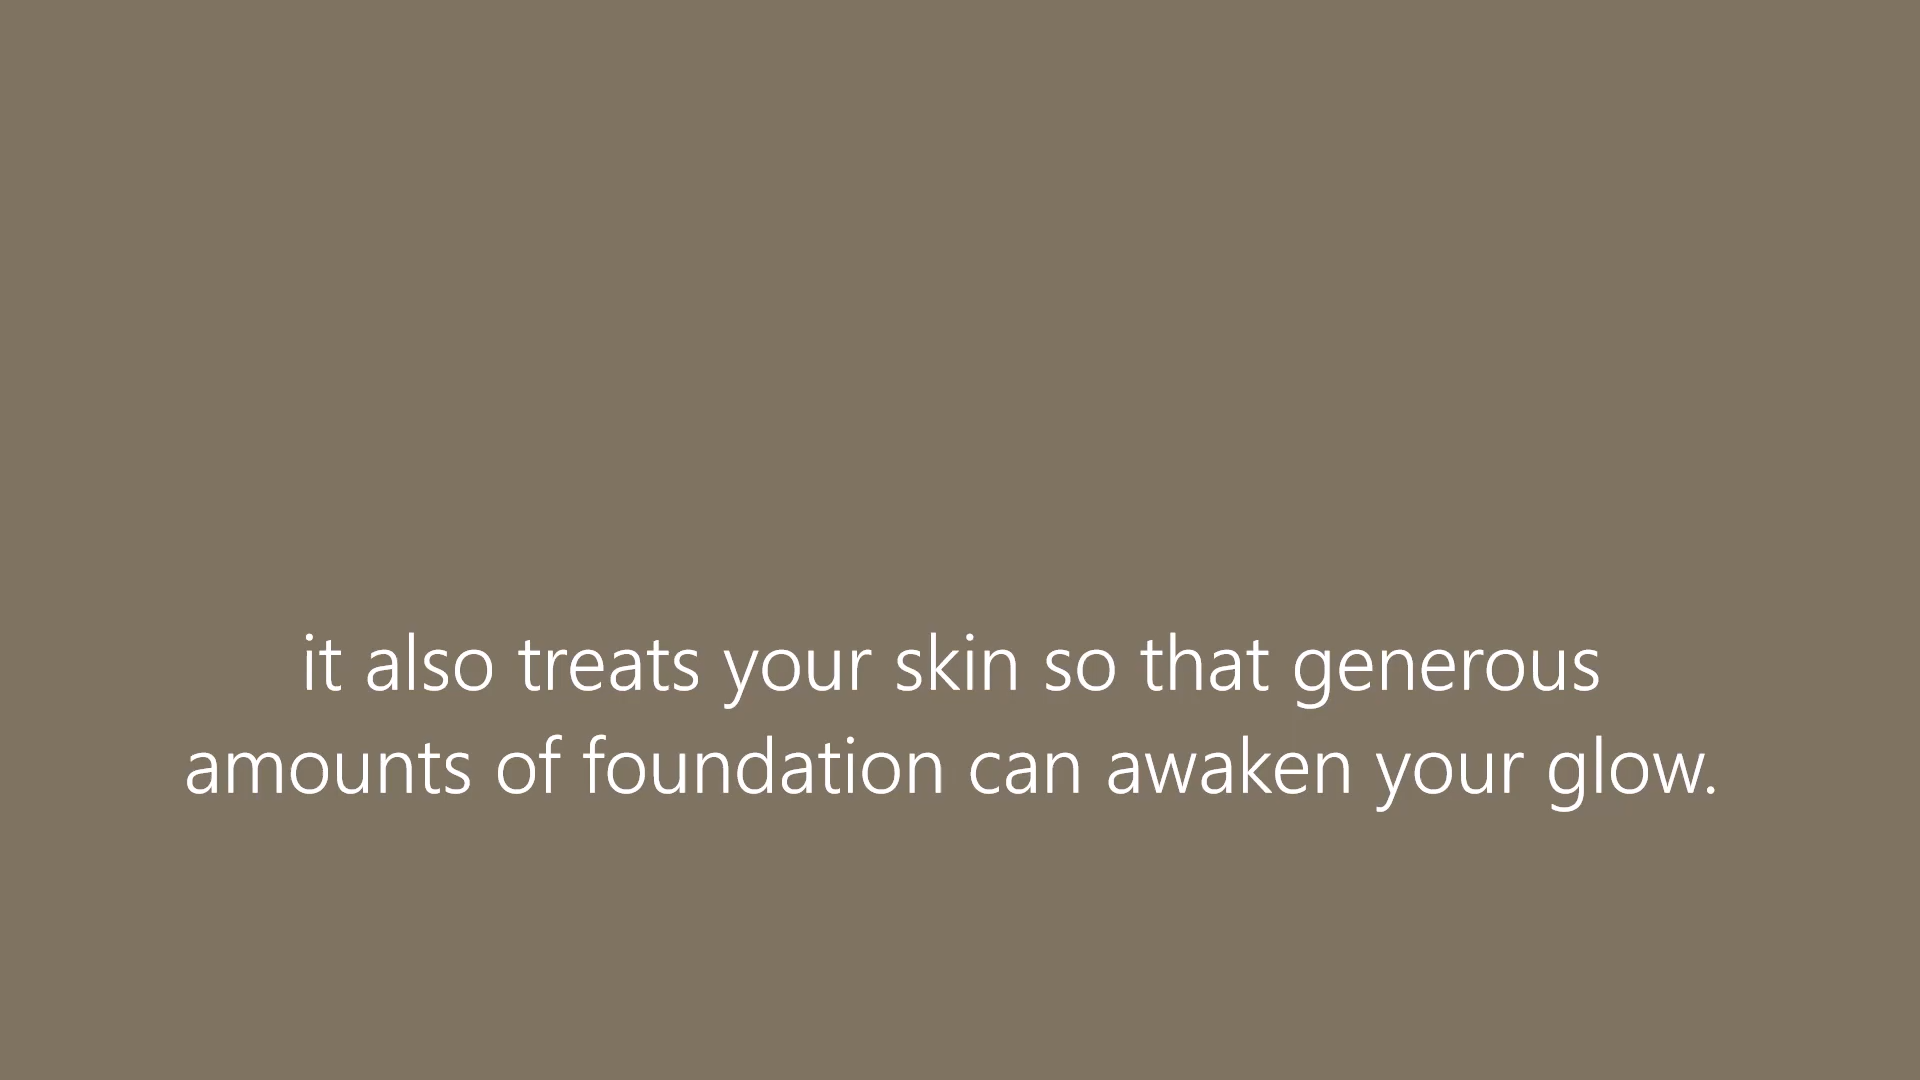 it also treats your skin so that generous
amounts of foundation can awaken your glow.